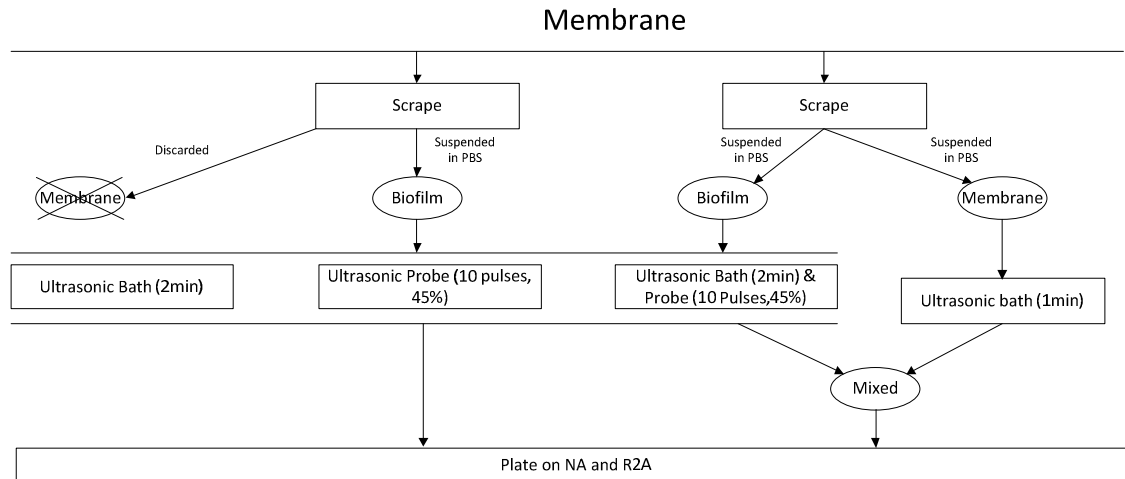 Membrane
Scrape
Scrape
Discarded
Suspended
in PBS
Suspended
in PBS
Suspended
in PBS
Membrane
Biofilm
Biofilm
Membrane
Ultrasonic Bath (2min)
Ultrasonic Probe (10 pulses,
45%)
Ultrasonic Bath (2min) &
Probe (10 Pulses,45%)
Ultrasonic bath (1min)
Mixed
Plate on NA and R2A